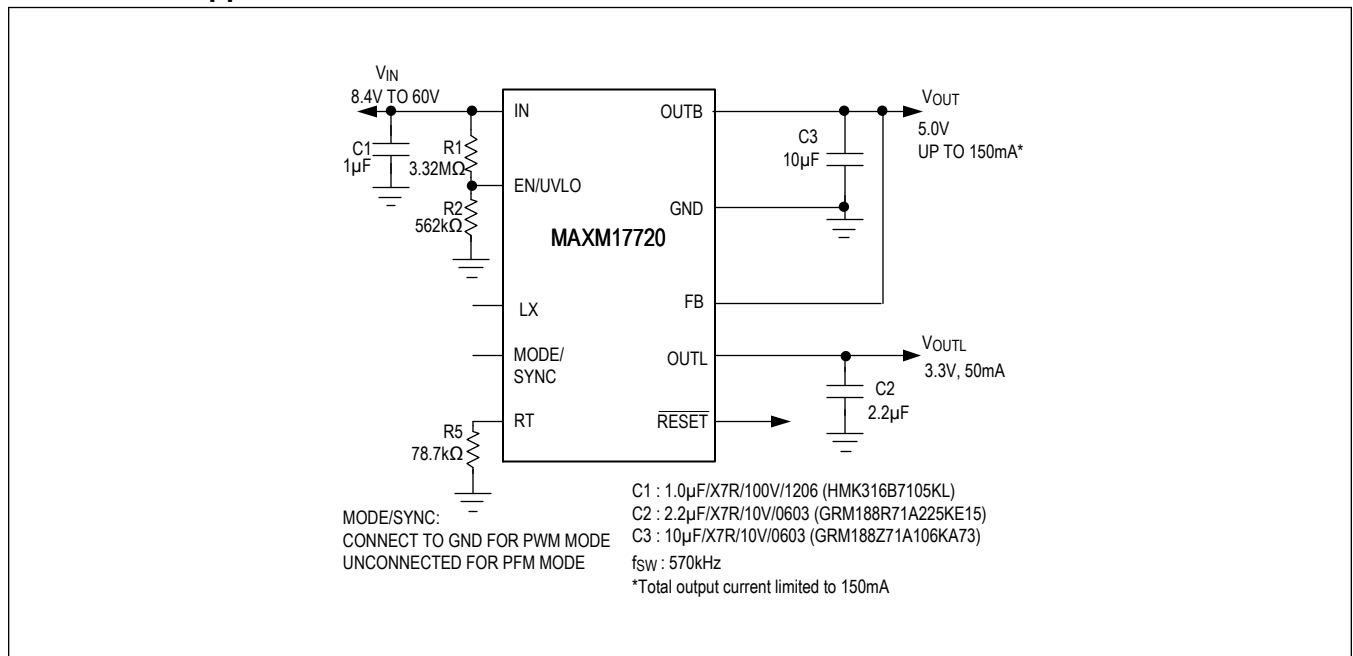 VIN
8.4V TO 60V
C1
1µF
R1
3.32MΩ
R2
562kΩ
IN
EN/UVLO
LX
MODE/
SYNC
RT
R5
78.7kΩ
MAXM17720
OUTB
GND
FB
OUTL
RESET
C3
10µF
VOUT
5.0V
UP TO 150mA*
VOUTL
3.3V, 50mA
C2
2.2µF
MODE/SYNC:
CONNECT TO GND FOR PWM MODE
UNCONNECTED FOR PFM MODE
C1 : 1.0µF/X7R/100V/1206 (HMK316B7105KL)
C2 : 2.2µF/X7R/10V/0603 (GRM188R71A225KE15)
C3 : 10µF/X7R/10V/0603 (GRM188Z71A106KA73)
fSW : 570kHz
*Total output current limited to 150mA